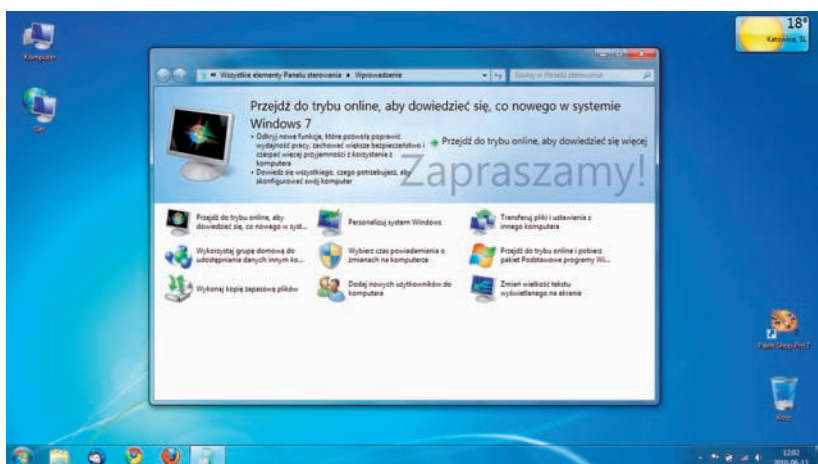 18°
Katowice, SL
Komputer
Sieć
Wszystkie elementy Panelu sterowania
Wprowadzenie
Szukaj w Panelu sterowania
Przejdź do trybu online, aby dowiedzieć się, co nowego w systemie
Windows 7
• Odkryj nowe funkcje, które pozwolą poprawić
wydajność pracy, zachować większe bezpieczeństwo i
czerpać więcej przyjemności z korzystania z
komputera
• Dowiedz się wszystkiego, czego potrzebujesz, aby
skonfigurować swój komputer
Przejdź do trybu online, aby dowiedzieć się więcej
Zapraszamy!
Przejdź do trybu online, aby
dowiedzieć się, co nowego w syst...
Personalizuj system Windows
Transferuj pliki i ustawienia z
innego komputera
Wykorzystaj grupę domową do
udostępniania danych innym ko...
Wybierz czas powiadomienia o
zmianach na komputerze
Przejdź do trybu online i pobierz
pakiet Podstawowe programy Wi...
Wykonaj kopię zapasową plików
Dodaj nowych użytkowników do
komputera
Zmień wielkość tekstu
wyświetlanego na ekranie
Paint Shop Pro 7
Kosz
12:02
2010-06-13